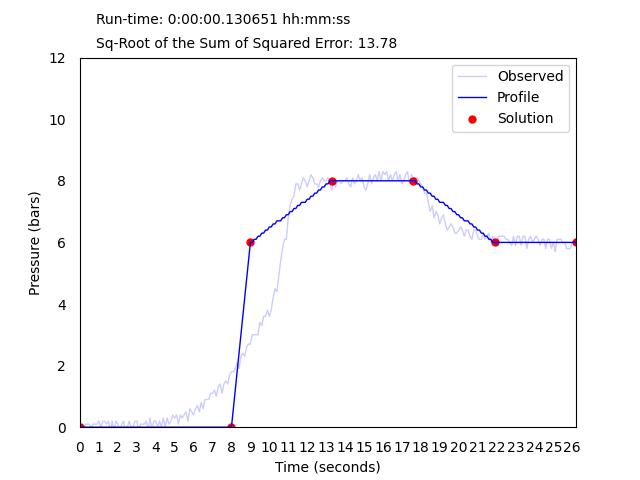 Run-time: 0:00:00.130651 hh:mm:ss
Sq-Root of the Sum of Squared Error: 13.78
12
10
8
6
4
2
0
Pressure (bars)
Observed
Profile
Solution
0 1 2 3 4 5 6 7 8 9 10 11 12 13 14 15 16 17 18 19 20 21 22 23 24 25 26
Time (seconds)